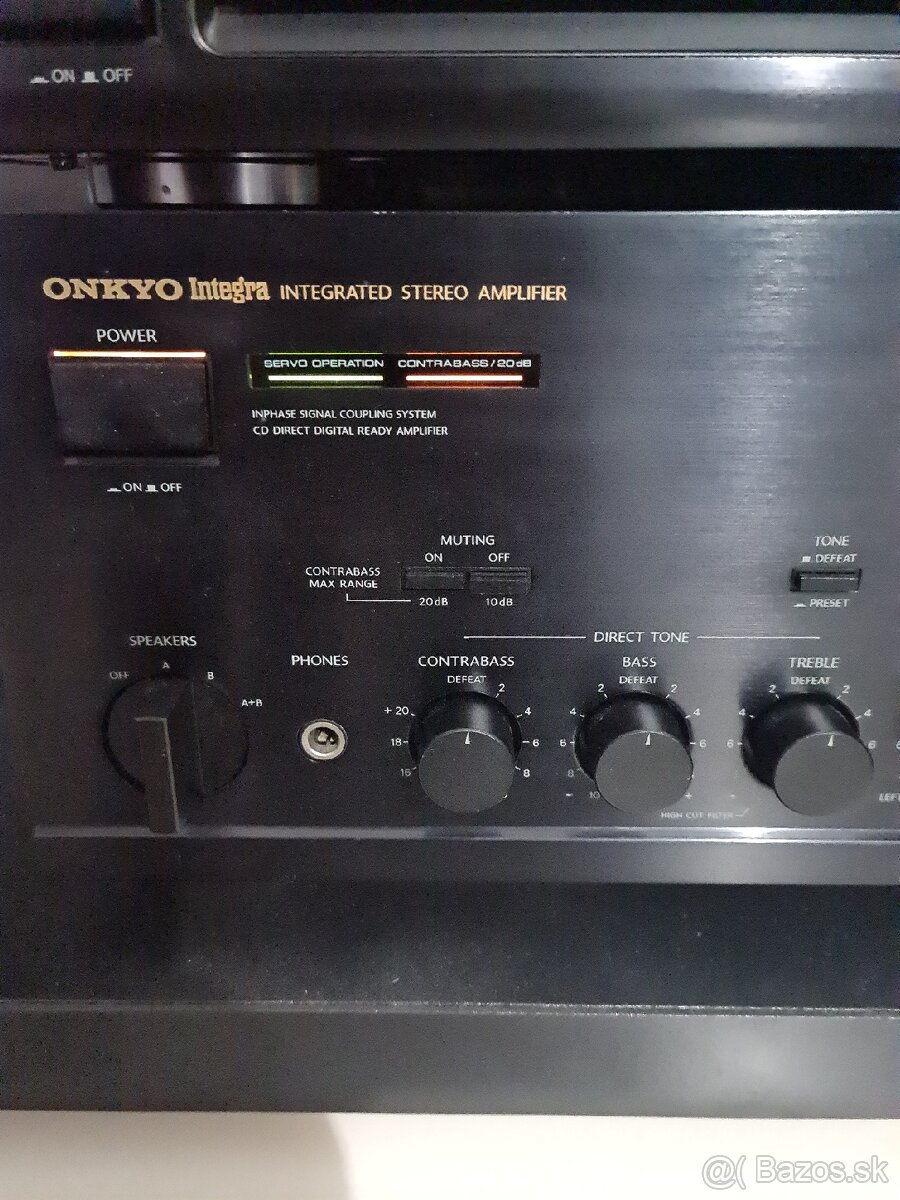 ON OFF
ONKYO Integra INTEGRATED STEREO AMPLIFIER
POWER
SERVO OPERATION CONTRABASS/20dB
INPHASE SIGNAL COUPLING SYSTEM
CD DIRECT DIGITAL READY AMPLIFIER
ON OFF
MUTING
ON OFF
CONTRABASS
MAX RANGE
20dB 10dB
TONE
DEFEAT
PRESET
DIRECT TONE
SPEAKERS
OFF A B A+B
PHONES
CONTRABASS
DEFEAT
2 4 6 8 16 18 +20
BASS
DEFEAT
2 2
4 4
6 6
8
- 10 +
TREBLE
DEFEAT
2 2
4 4
6 6
-
HIGH CUT FILTER
6
LEFT
@( Bazos.sk